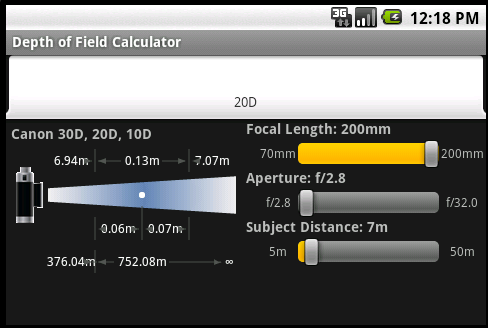 3G
12:18 PM
Depth of Field Calculator
20D
Canon 30D, 20D, 10D
6.94m 0.13m 7.07m
0.06m 0.07m
376.04m 752.08m ∞
Focal Length: 200mm
70mm 200mm
Aperture: f/2.8
f/2.8 f/32.0
Subject Distance: 7m
5m 50m